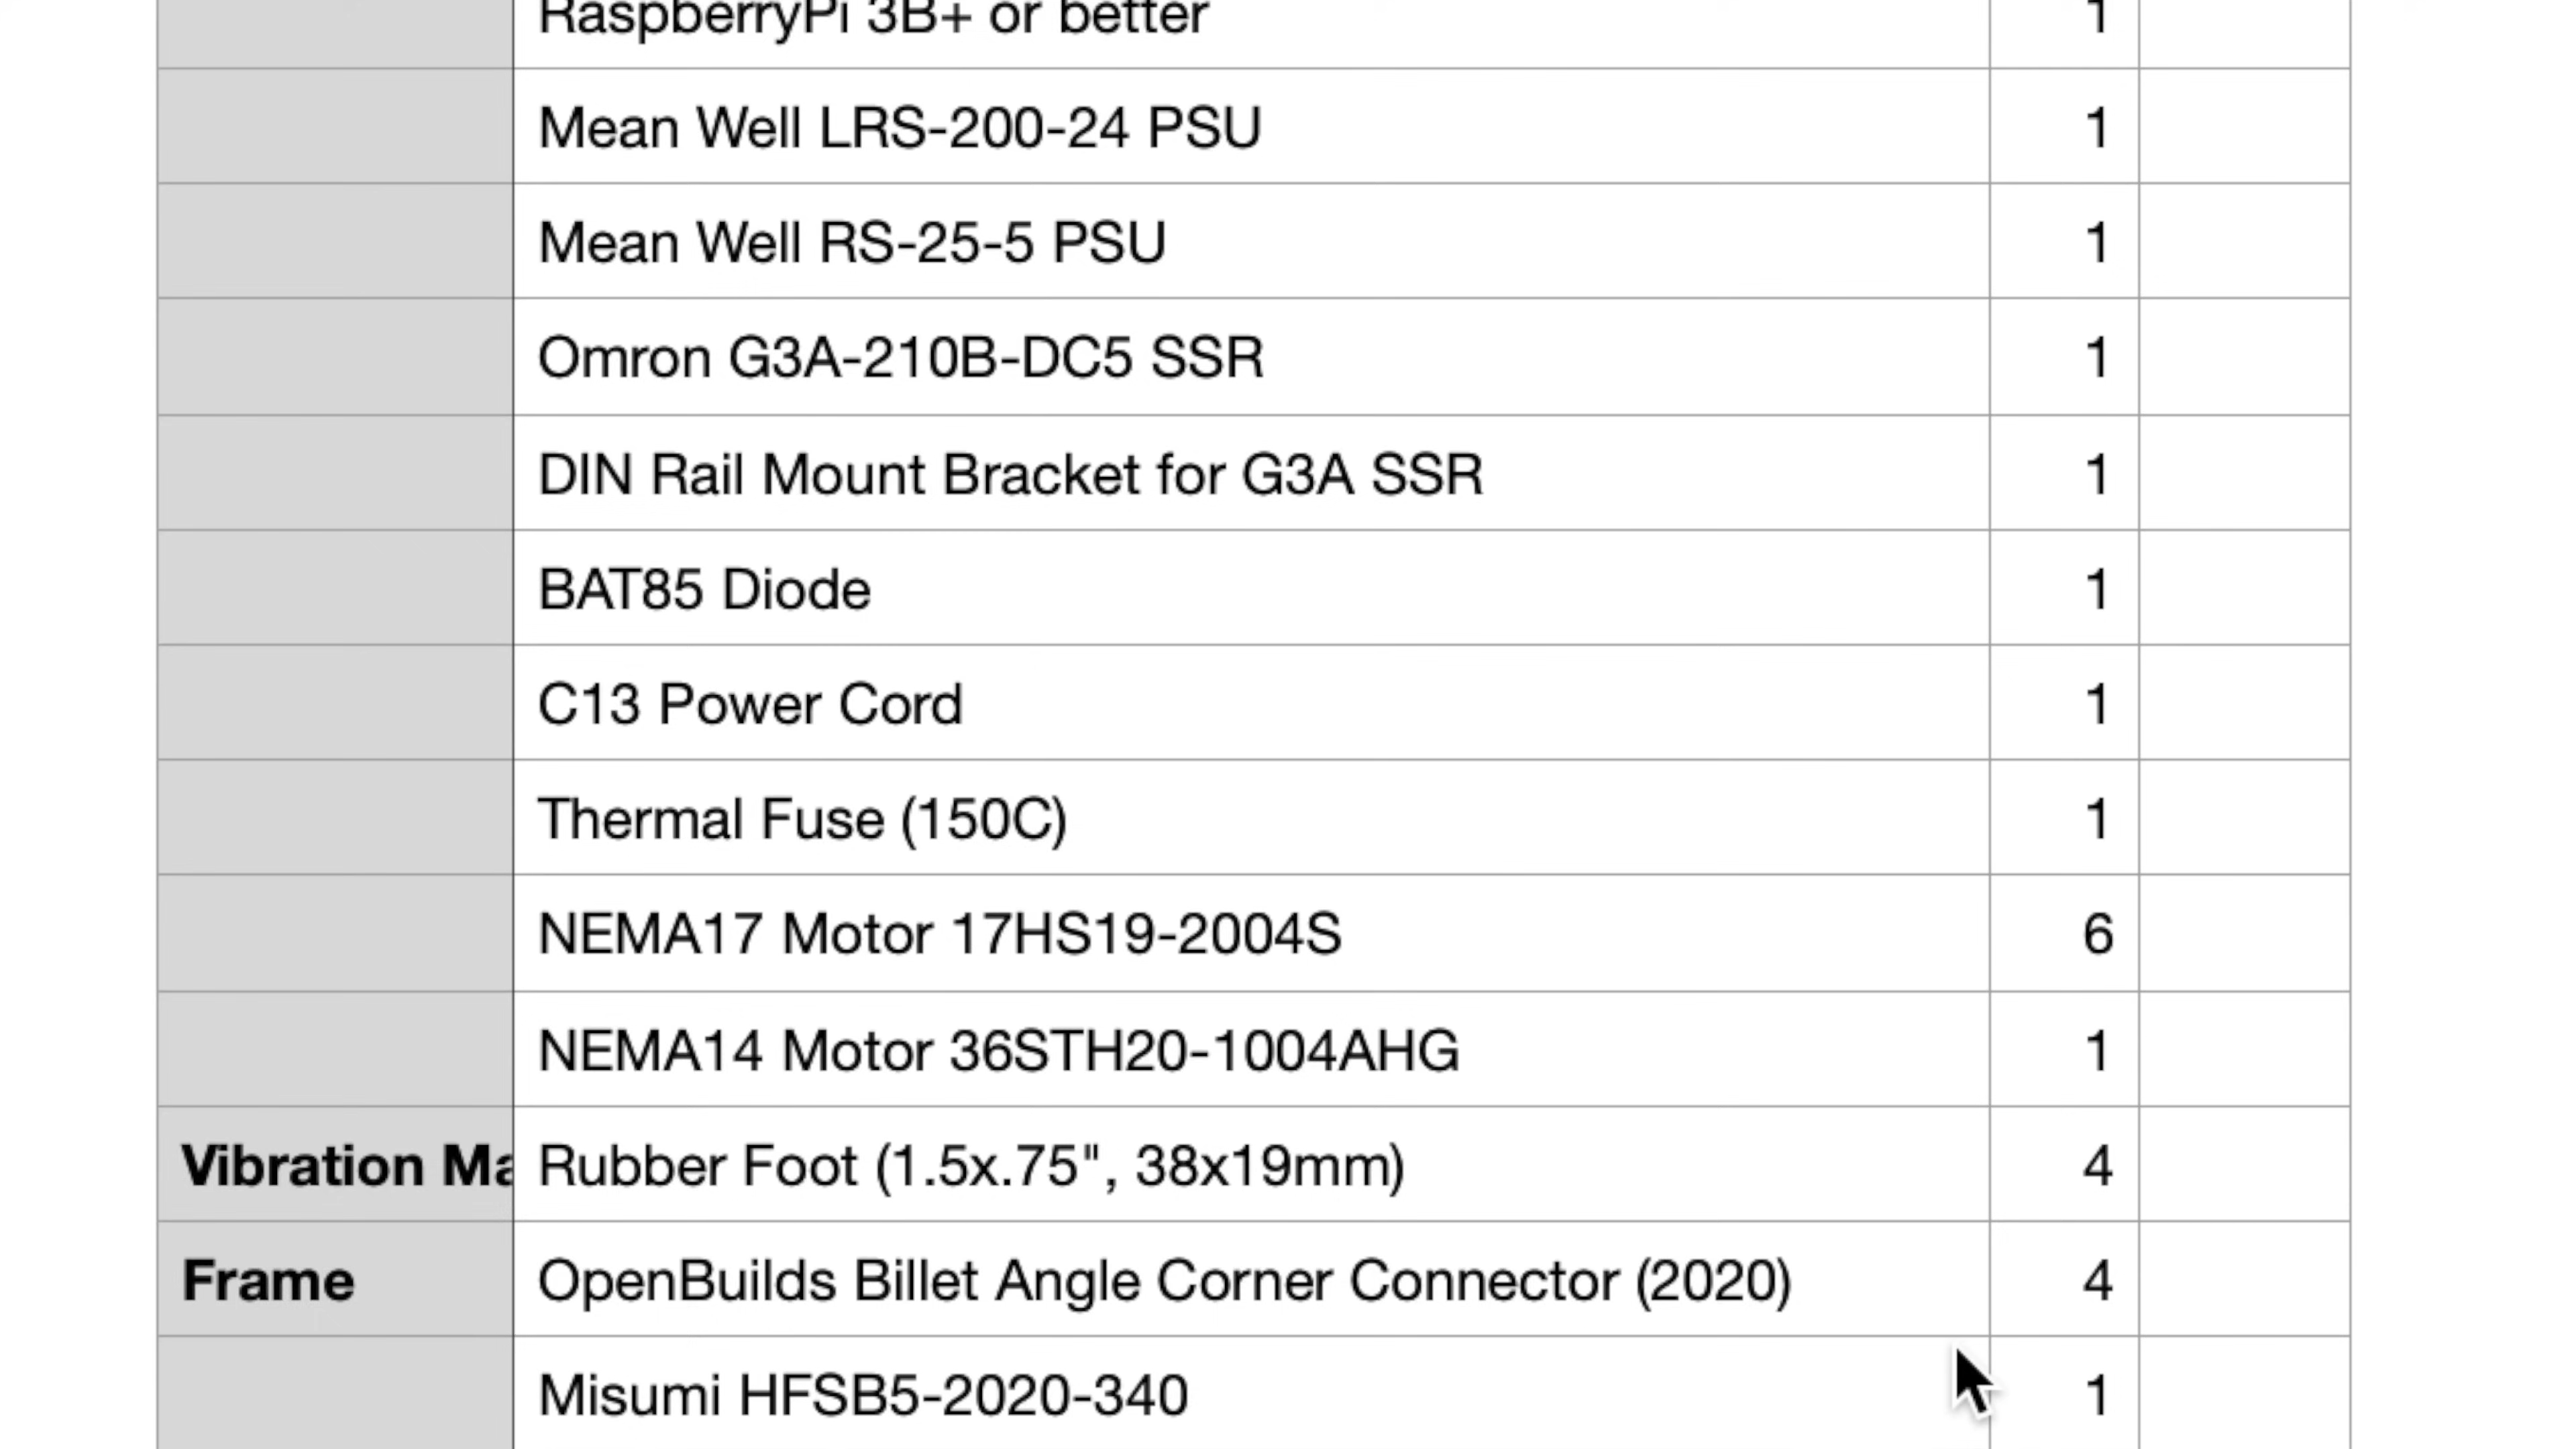 RaspberryPi 3B+ or better 1
Mean Well LRS-200-24 PSU 1
Mean Well RS-25-5 PSU 1
Omron G3A-210B-DC5 SSR 1
DIN Rail Mount Bracket for G3A SSR 1
BAT85 Diode 1
C13 Power Cord 1
Thermal Fuse (150C) 1
NEMA17 Motor 17HS19-2004S 6
NEMA14 Motor 36STH20-1004AHG 1
Vibration Ma Rubber Foot (1.5x.75", 38x19mm) 4
Frame OpenBuilds Billet Angle Corner Connector (2020) 4
Misumi HFSB5-2020-340 1